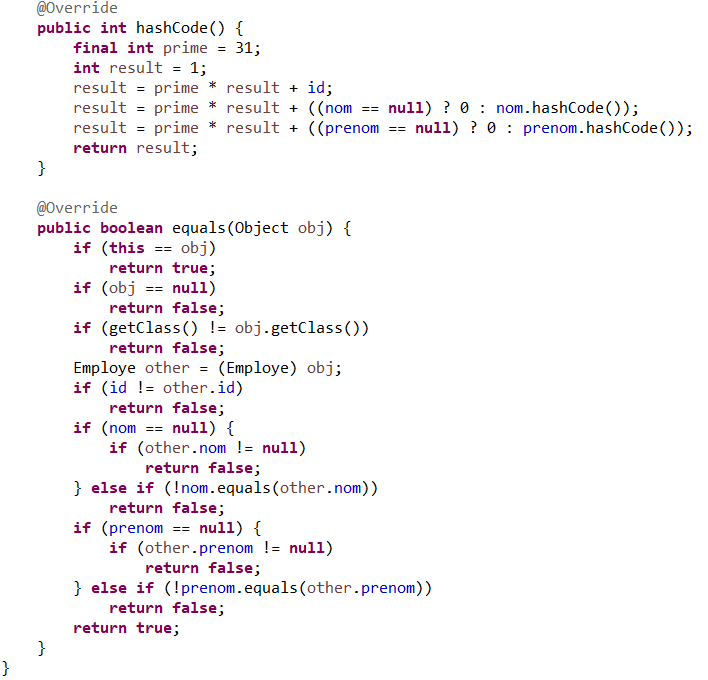 @Override
public int hashCode() {
final int prime = 31;
int result = 1;
result = prime * result + id;
result = prime * result + ((nom == null) ? 0 : nom.hashCode());
result = prime * result + ((prenom == null) ? 0 : prenom.hashCode());
return result;
}
@Override
public boolean equals(Object obj) {
if (this == obj)
return true;
if (obj == null)
return false;
if (getClass() != obj.getClass())
return false;
Employe other = (Employe) obj;
if (id != other.id)
return false;
if (nom == null) {
if (other.nom != null)
return false;
} else if (!nom.equals(other.nom))
return false;
if (prenom == null) {
if (other.prenom != null)
return false;
} else if (!prenom.equals(other.prenom))
return false;
return true;
}
}